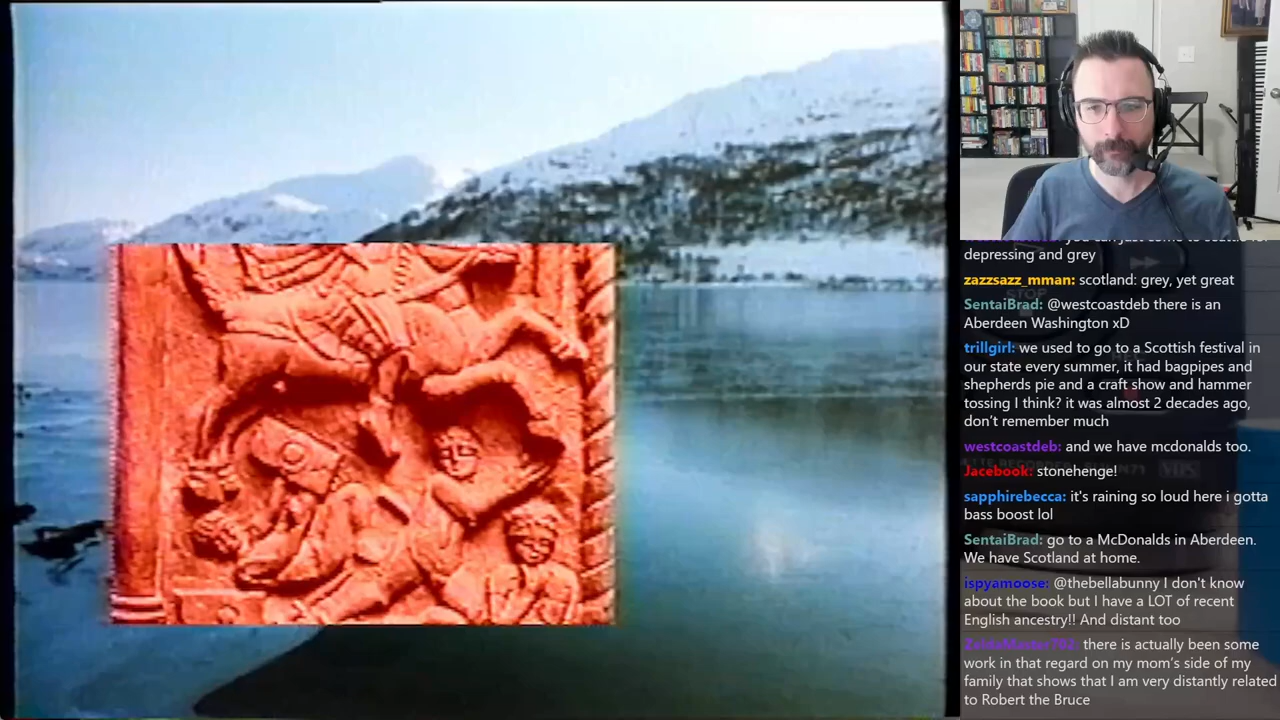 depressing and grey
zazzsazz_mman: scotland: grey, yet great
SentaiBrad: @westcoastdeb there is an
Aberdeen Washington xD
trillgirl: we used to go to a Scottish festival in
our state every summer, it had bagpipes and
shepherds pie and a craft show and hammer
tossing I think? it was almost 2 decades ago,
don't remember much
westcoastdeb: and we have mcdonalds too.
Jacebook: stonehenge!
sapphirebecca: it's raining so loud here i gotta
bass boost lol
SentaiBrad: go to a McDonalds in Aberdeen.
We have Scotland at home.
ispyamoose: @thebellabunny I don't know
about the book but I have a LOT of recent
English ancestry!! And distant too
ZeldaMaster702: there is actually been some
work in that regard on my mom's side of my
family that shows that I am very distantly related
to Robert the Bruce